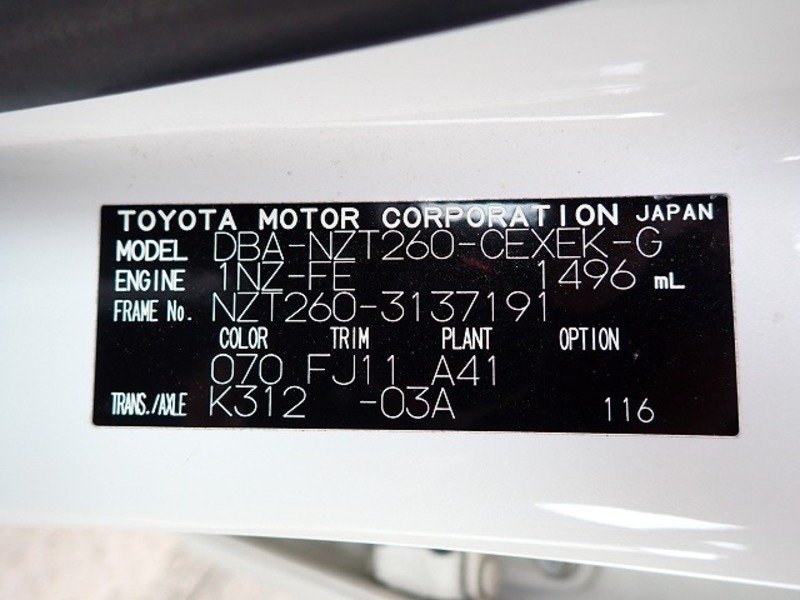 TOYOTA MOTOR CORPORATION JAPAN
MODEL DBA-NZT260-CEXEK-G
ENGINE 1NZ-FE 1496 mL
FRAME No. NZT260-3137191
COLOR TRIM PLANT OPTION
070 FJ11 A41
TRANS./AXLE K312 -03A 116